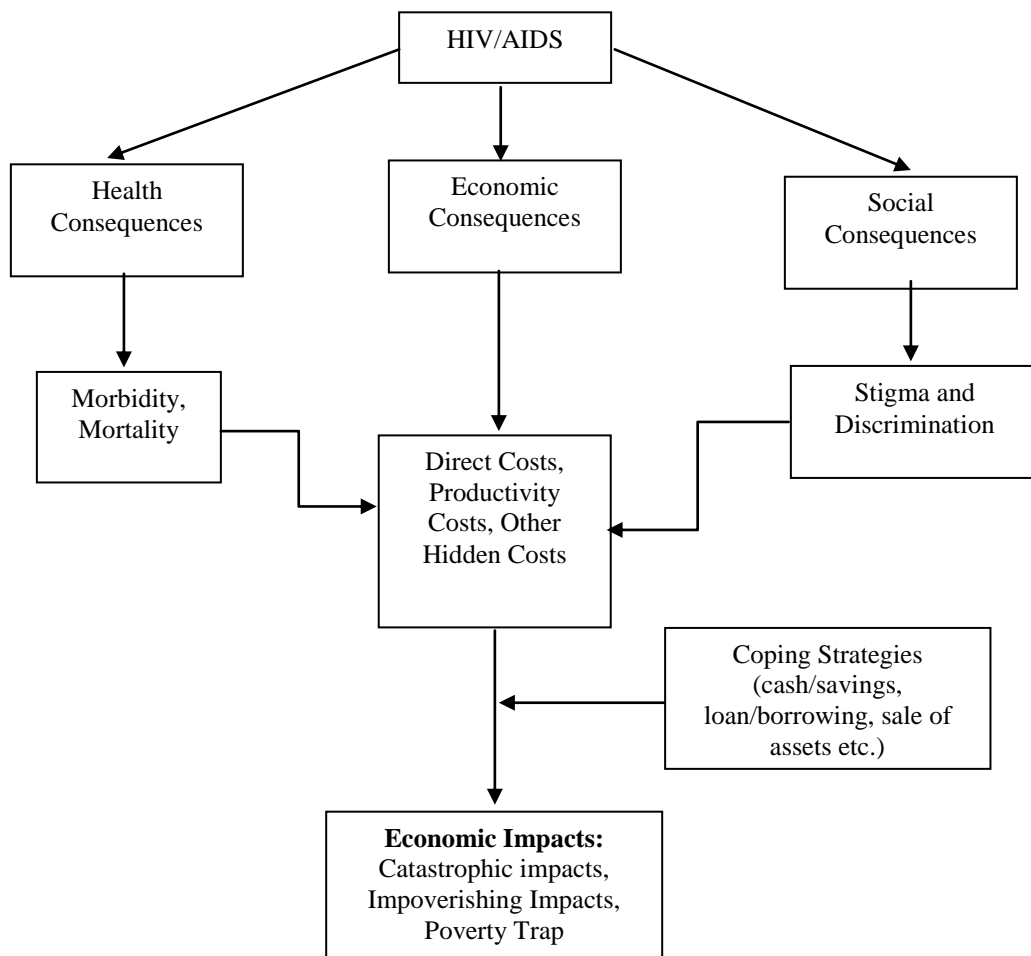 HIV/AIDS
Health
Consequences
Economic
Consequences
Social
Consequences
Morbidity,
Mortality
Stigma and
Discrimination
Direct Costs,
Productivity
Costs, Other
Hidden Costs
Coping Strategies
(cash/savings,
loan/borrowing, sale of
assets etc.)
Economic Impacts:
Catastrophic impacts,
Impoverishing Impacts,
Poverty Trap